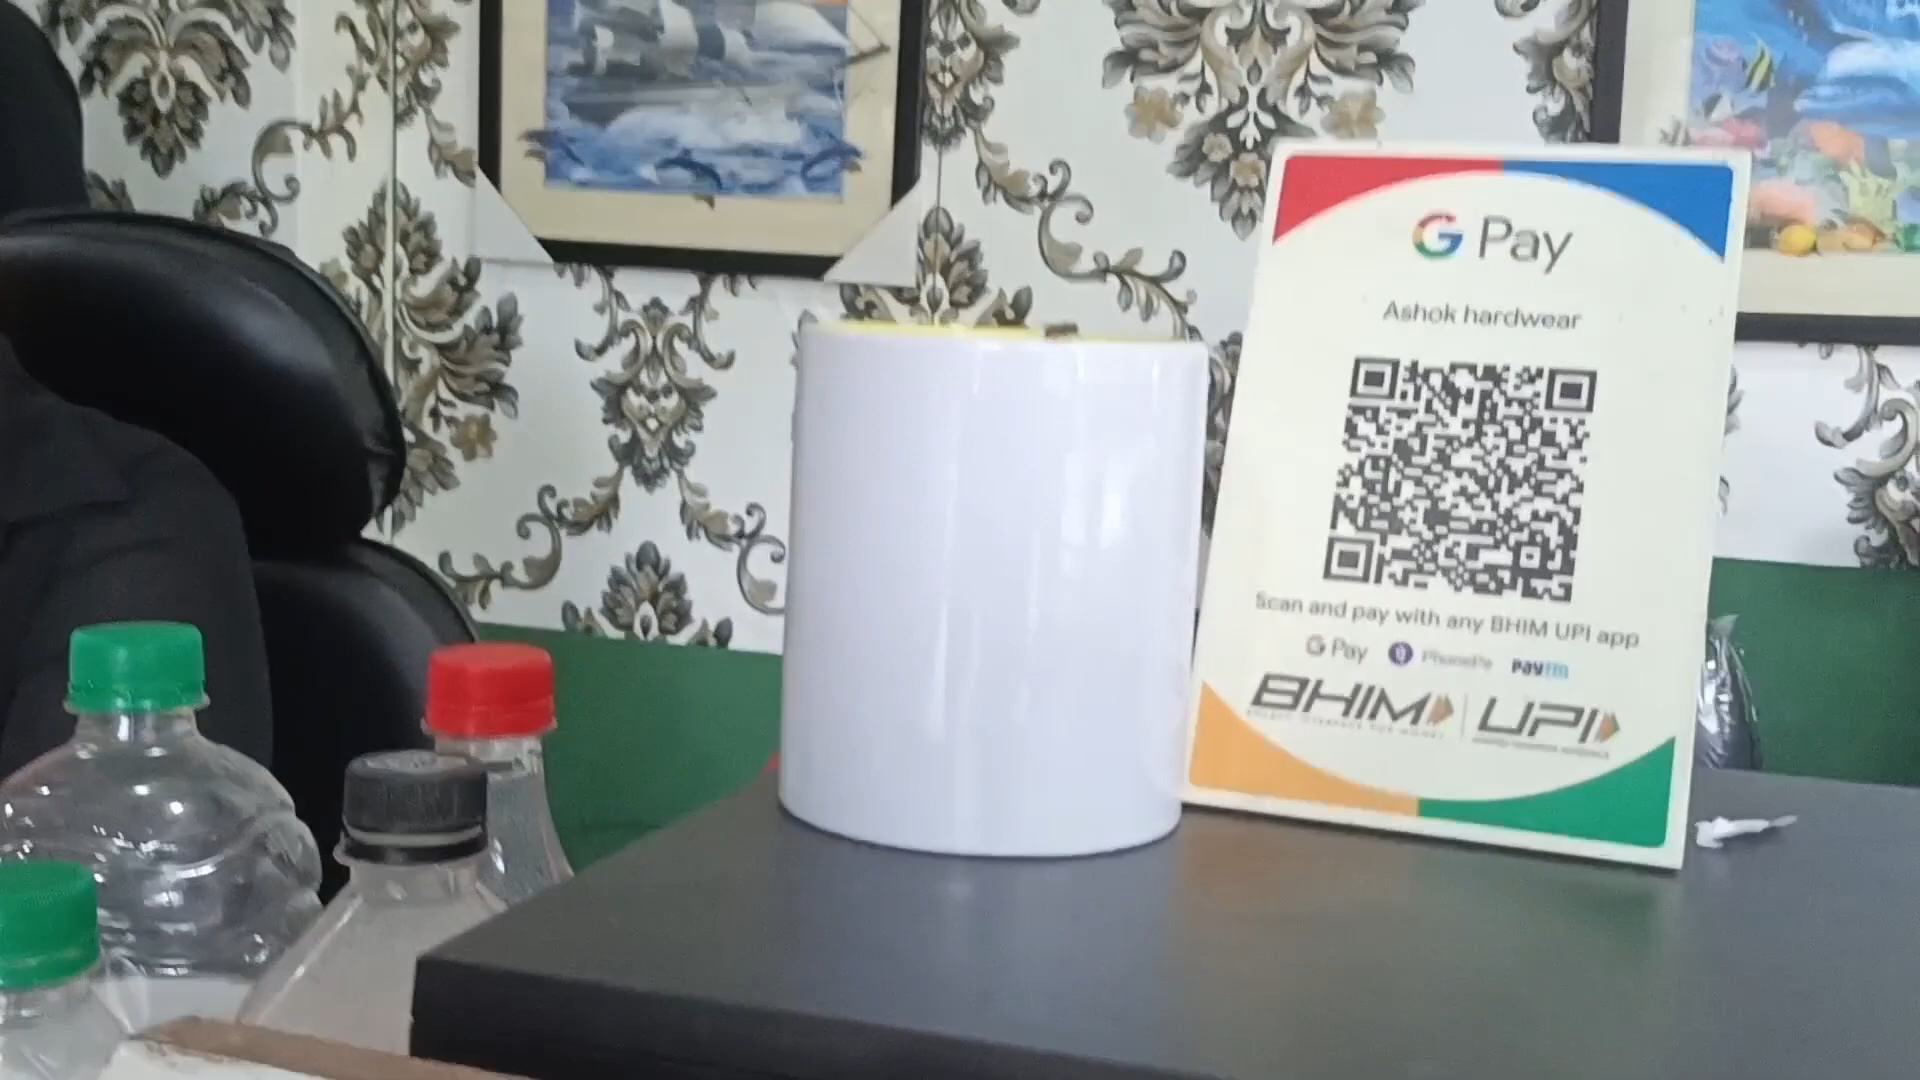 G Pay
Ashok hardwear
Scan and pay with any BHIM UPI app
G Pay PhonePe paytm
BHIM UPI